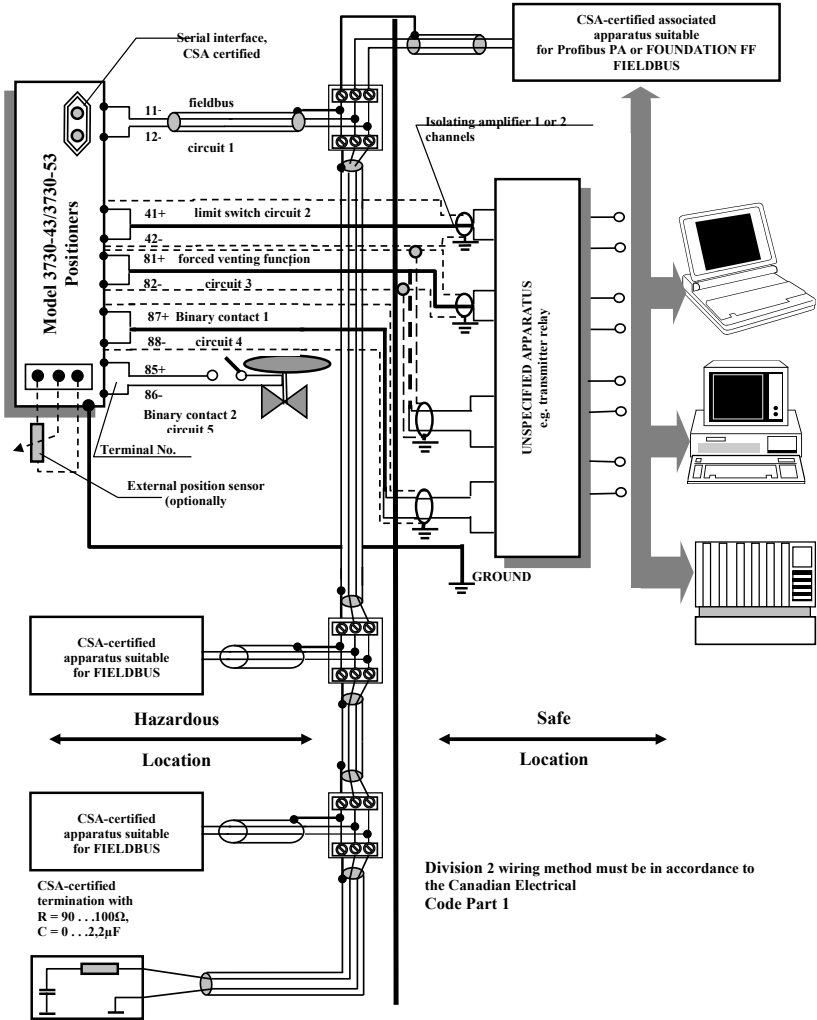 CSA-certified associated
apparatus suitable
for Profibus PA or FOUNDATION FF
FIELDBUS
Serial interface,
CSA certified
11-
fieldbus
12-
circuit 1
Isolating amplifier 1 or 2
channels
Model 3730-43/3730-53
Positioners
41+ limit switch circuit 2
42-
81+ forced venting function
82- circuit 3
87+ Binary contact 1
88- circuit 4
85+
86-
Binary contact 2
circuit 5
Terminal No.
External position sensor
(optionally
UNSPECIFIED APPARATUS
e.g. transmitter relay
GROUND
CSA-certified
apparatus suitable
for FIELDBUS
Hazardous
Location
Safe
Location
CSA-certified
apparatus suitable
for FIELDBUS
Division 2 wiring method must be in accordance to
the Canadian Electrical
Code Part 1
CSA-certified
termination with
R = 90 . . .100Ω,
C = 0 . . .2,2µF